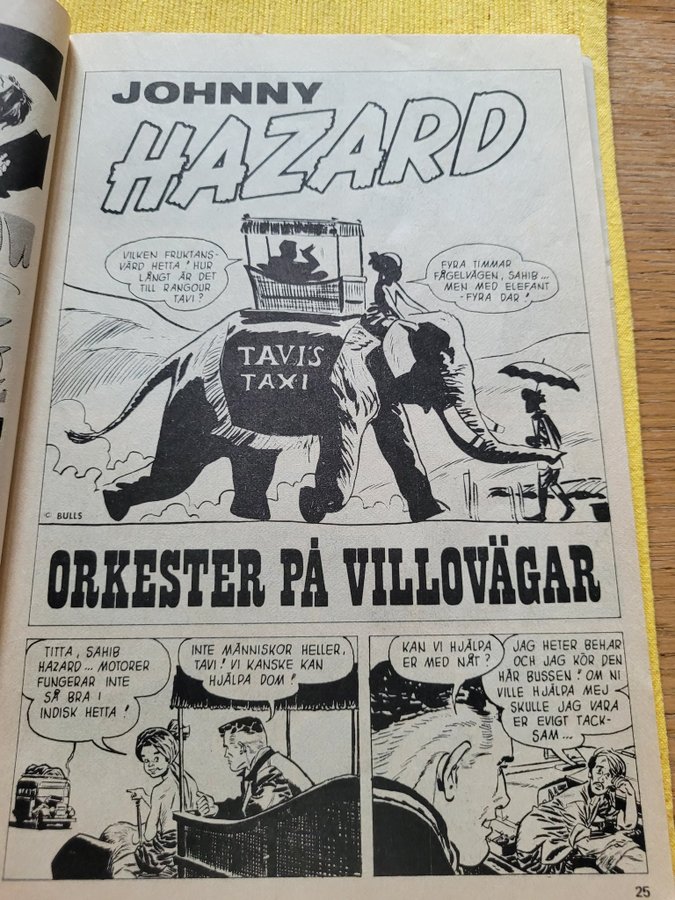 JOHNNY
HAZARD
VILKEN FRUKTANS-
VÄRD HETTA! HUR
LÅNGT ÄR DET
TILL RANGOUR
TAVI?
FYRA TIMMAR
FÅGELVÄGEN, SAHIB...
MEN MED ELEFANT
-FYRA DAR!
TAVIS
TAXI
© BULLS
ORKESTER PÅ VILLOVÄGAR
TITTA, SAHIB
HAZARD... MOTORER
FUNGERAR INTE
SÅ BRA I
INDISK HETTA!
INTE MÄNNISKOR HELLER,
TAVI! VI KANSKE KAN
HJÄLPA DOM!
KAN VI HJÄLPA
ER MED NÅT?
JAG HETER BEHAR
OCH JAG KÖR DEN
HÄR BUSSEN! OM NI
VILLE HJÄLPA MEJ
SKULLE JAG VARA
ER EVIGT TACK-
SAM...
25